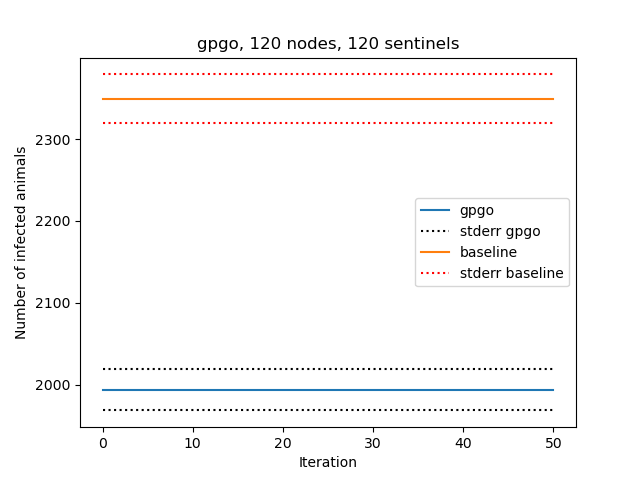 gpgo, 120 nodes, 120 sentinels
Number of infected animals
2300
2200
2100
2000
gpgo
stderr gpgo
baseline
stderr baseline
0 10 20 30 40 50
Iteration